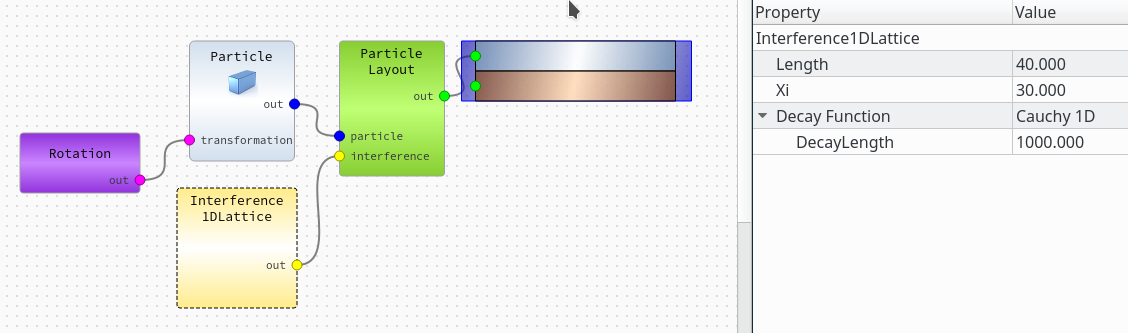 Particle
out
transformation
Rotation
out
Interference
1DLattice
out
Particle
Layout
out
particle
interference
Property Value
Interference1DLattice
Length 40.000
Xi 30.000
Decay Function Cauchy 1D
DecayLength 1000.000